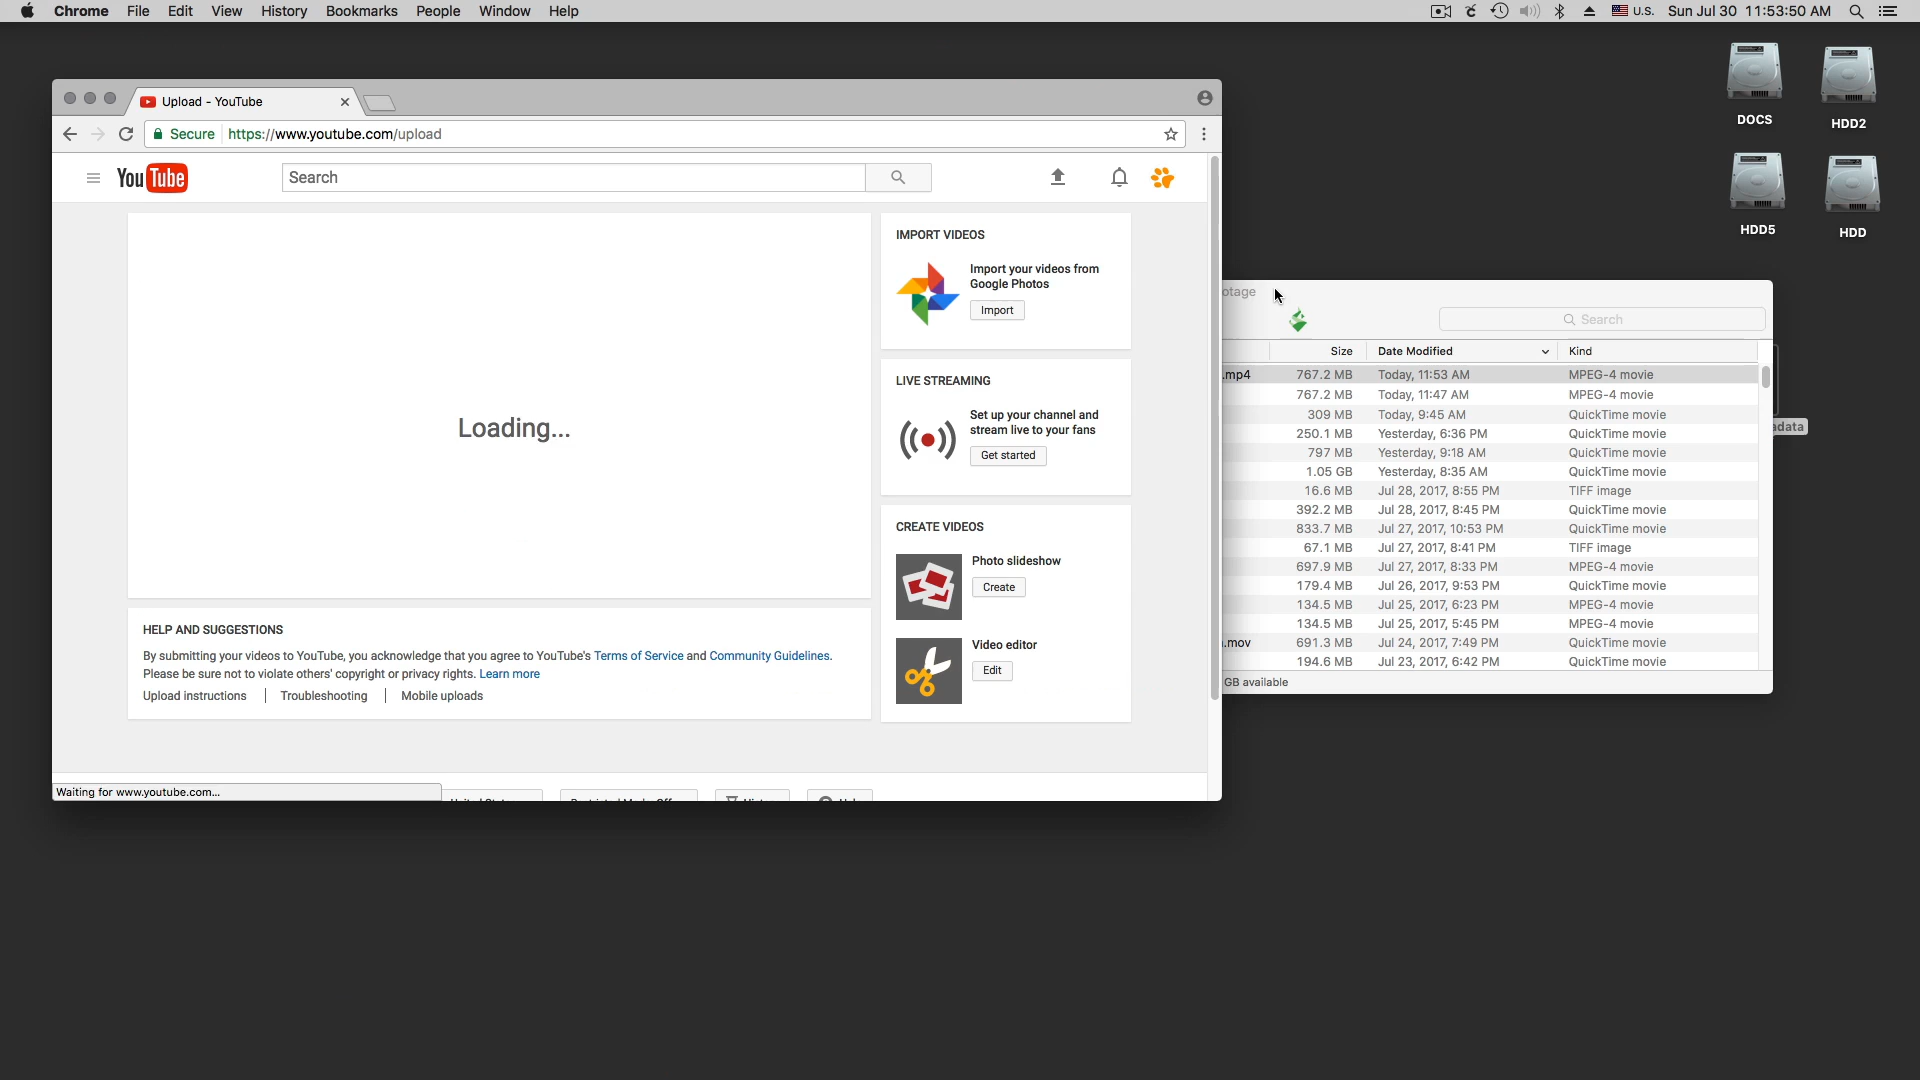 Chrome File Edit View History Bookmarks People Window Help
U.S. Sun Jul 30 11:53:50 AM
DOCS
HDD2
HDD5
HDD
Upload - YouTube
Secure https://www.youtube.com/upload
YouTube
Search
Loading...
IMPORT VIDEOS
Import your videos from
Google Photos
Import
LIVE STREAMING
Set up your channel and
stream live to your fans
Get started
CREATE VIDEOS
Photo slideshow
Create
Video editor
Edit
HELP AND SUGGESTIONS
By submitting your videos to YouTube, you acknowledge that you agree to YouTube's Terms of Service and Community Guidelines.
Please be sure not to violate others' copyright or privacy rights. Learn more
Upload instructions Troubleshooting Mobile uploads
Waiting for www.youtube.com...
otage
Search
Size Date Modified Kind
.mp4 767.2 MB Today, 11:53 AM MPEG-4 movie
767.2 MB Today, 11:47 AM MPEG-4 movie
309 MB Today, 9:45 AM QuickTime movie
250.1 MB Yesterday, 6:36 PM QuickTime movie
797 MB Yesterday, 9:18 AM QuickTime movie
1.05 GB Yesterday, 8:35 AM QuickTime movie
16.6 MB Jul 28, 2017, 8:55 PM TIFF image
392.2 MB Jul 28, 2017, 8:45 PM QuickTime movie
833.7 MB Jul 27, 2017, 10:53 PM QuickTime movie
67.1 MB Jul 27, 2017, 8:41 PM TIFF image
697.9 MB Jul 27, 2017, 8:33 PM MPEG-4 movie
179.4 MB Jul 26, 2017, 9:53 PM QuickTime movie
134.5 MB Jul 25, 2017, 6:23 PM MPEG-4 movie
134.5 MB Jul 25, 2017, 5:45 PM MPEG-4 movie
.mov 691.3 MB Jul 24, 2017, 7:49 PM QuickTime movie
194.6 MB Jul 23, 2017, 6:42 PM QuickTime movie
GB available
adata